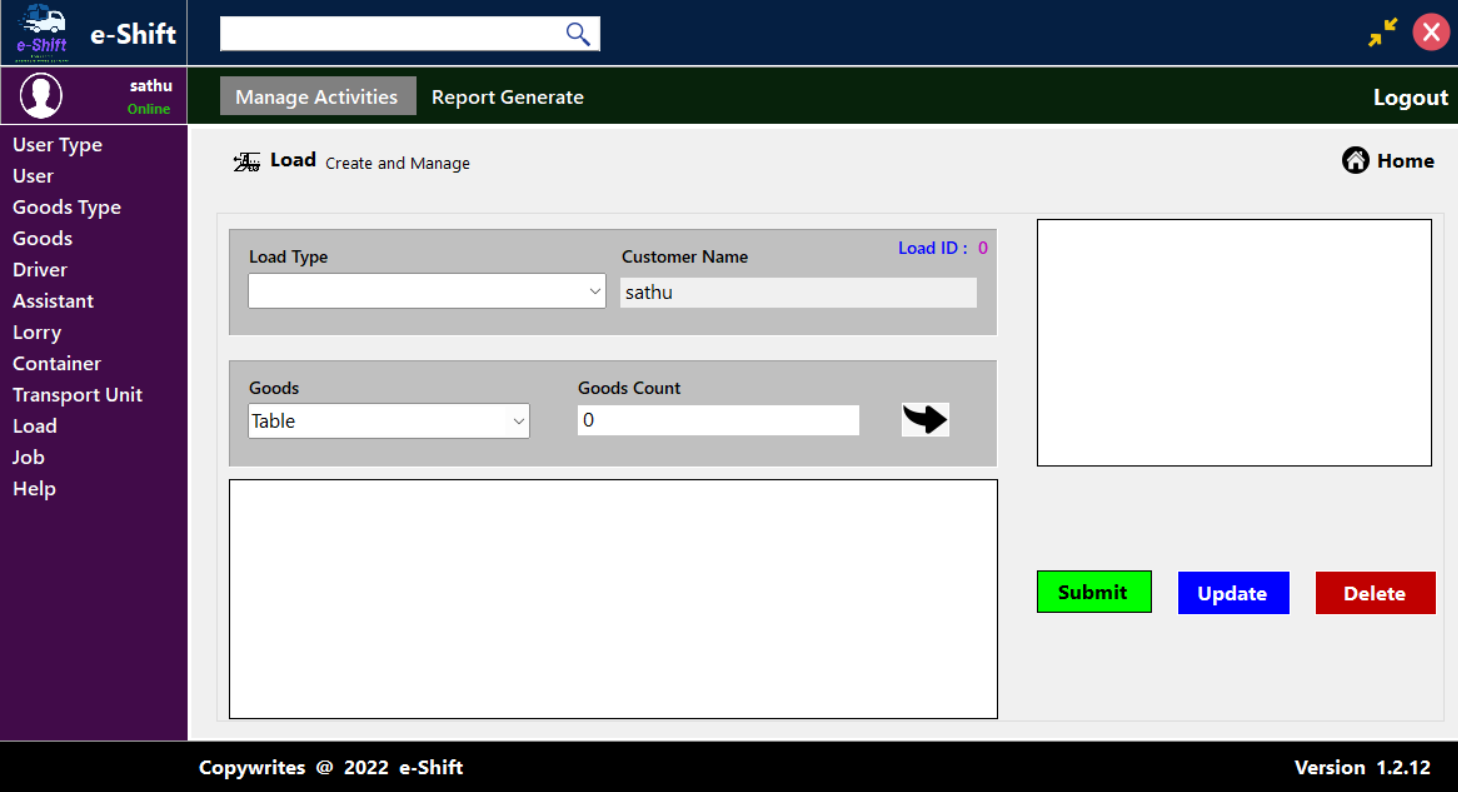 e-Shift
e-Shift
sathu
Online
Manage Activities
Report Generate
Logout
User Type
User
Goods Type
Goods
Driver
Assistant
Lorry
Container
Transport Unit
Load
Job
Help
Load Create and Manage
Home
Load ID : 0
Load Type
Customer Name
sathu
Goods
Goods Count
Table
0
Submit
Update
Delete
Copywrites @ 2022 e-Shift
Version 1.2.12